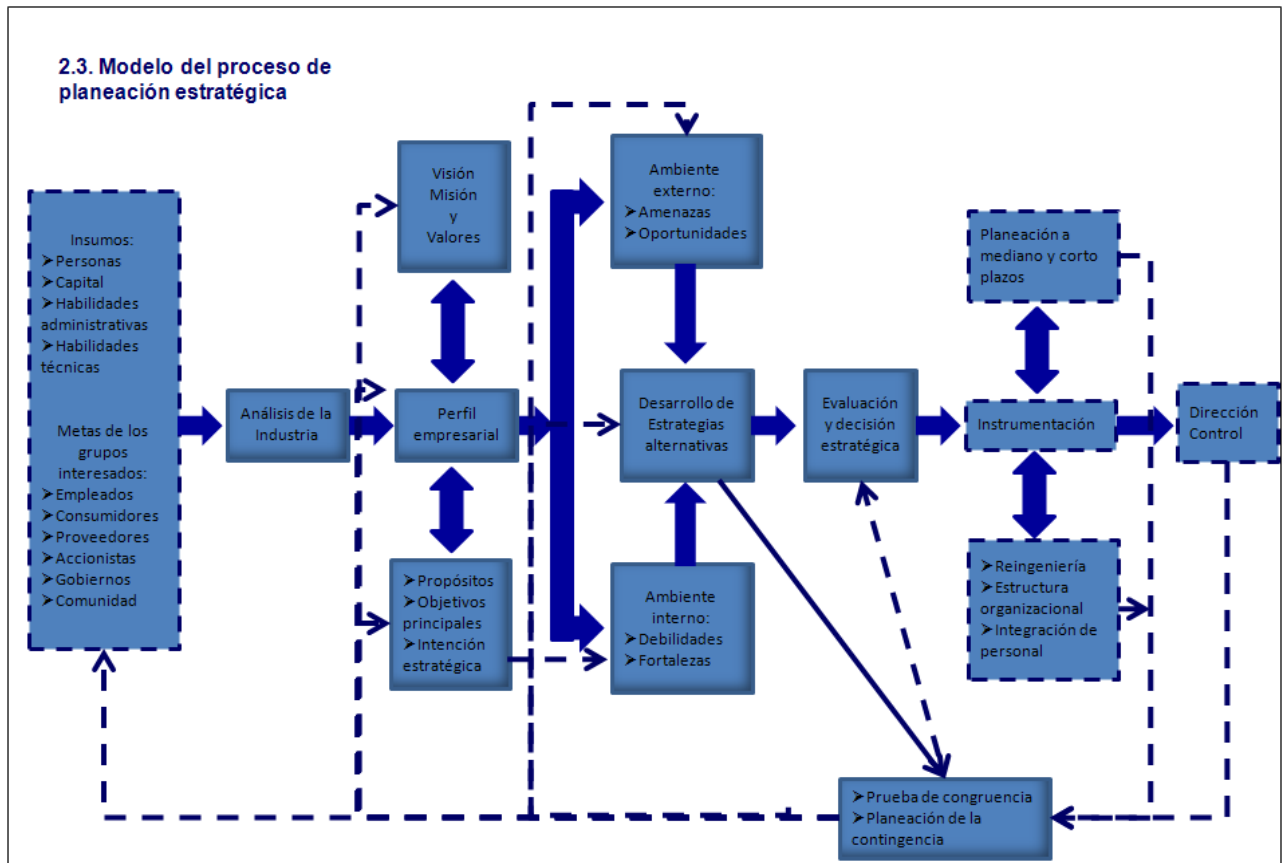 2.3. Modelo del proceso de
planeación estratégica
Insumos:
➤Personas
➤Capital
➤Habilidades
administrativas
➤Habilidades
técnicas
Metas de los
grupos
interesados:
➤Empleados
➤Consumidores
➤Proveedores
➤Accionistas
➤Gobiernos
➤Comunidad
Análisis de la
Industria
Visión
Misión
y
Valores
Perfil
empresarial
➤Propósitos
➤Objetivos
principales
➤Intención
estratégica
Ambiente
externo:
➤Amenazas
➤Oportunidades
Desarrollo de
Estrategias
alternativas
Ambiente
interno:
➤Debilidades
➤Fortalezas
Evaluación
y decisión
estratégica
Planeación a
mediano y corto
plazos
Instrumentación
➤Reingeniería
➤Estructura
organizacional
➤Integración de
personal
Dirección
Control
➤Prueba de congruencia
➤Planeación de la
contingencia